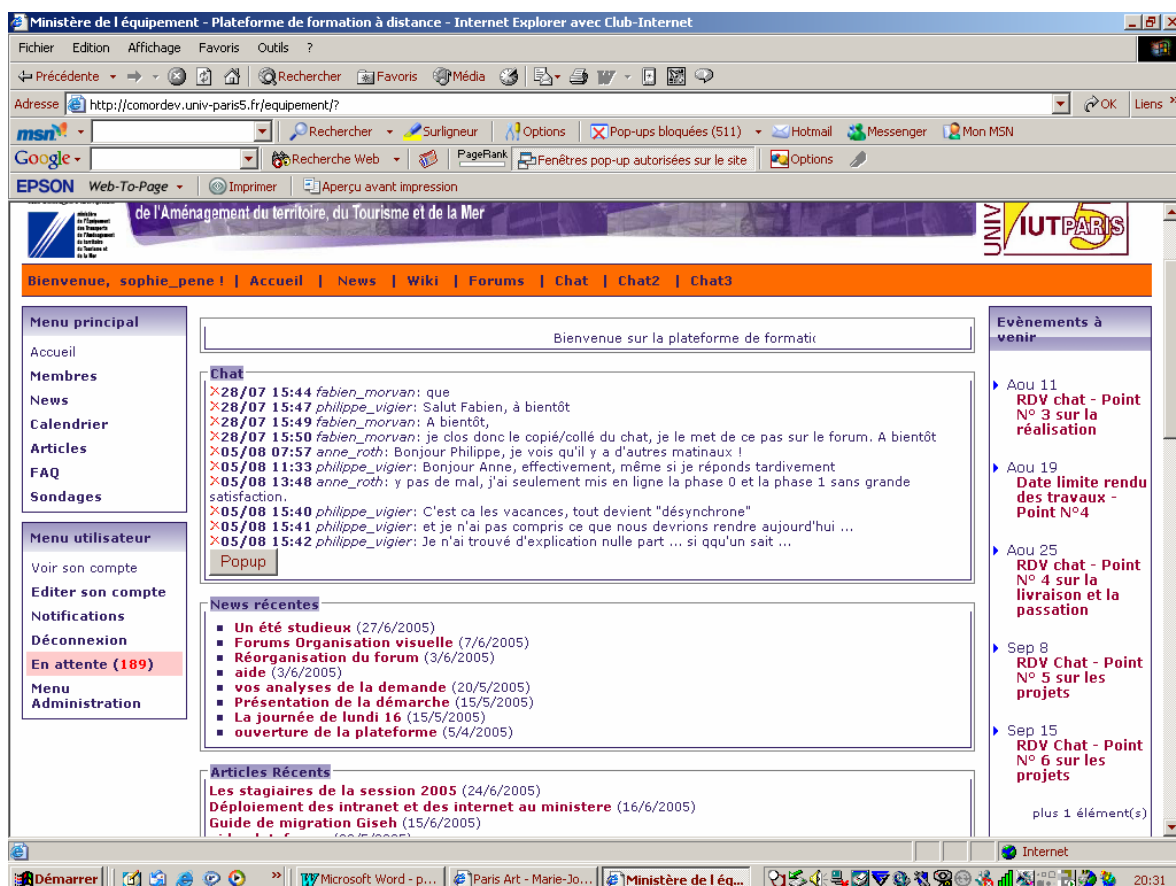 Ministère de l équipement - Plateforme de formation à distance - Internet Explorer avec Club-Internet
Fichier Edition Affichage Favoris Outils ?
Précédente Rechercher Favoris Média
Adresse http://comordev.univ-paris5.fr/equipement/? OK Liens »
msn Rechercher Surligneur Options Pop-ups bloquées (511) Hotmail Messenger Mon MSN
Google Recherche Web PageRank Fenêtres pop-up autorisées sur le site Options
EPSON Web-To-Page Imprimer Aperçu avant impression
ministère
de l'Équipement
des Transports
de l'Aménagement
du territoire
du Tourisme et
de la Mer
de l'Aménagement du territoire, du Tourisme et de la Mer
UNIV IUT PARIS 5
Bienvenue, sophie_pene ! | Accueil | News | Wiki | Forums | Chat | Chat2 | Chat3
Menu principal
Accueil
Membres
News
Calendrier
Articles
FAQ
Sondages
Menu utilisateur
Voir son compte
Editer son compte
Notifications
Déconnexion
En attente (189)
Menu
Administration
Bienvenue sur la plateforme de formatic
Chat
28/07 15:44 fabien_morvan: que
28/07 15:47 philippe_vigier: Salut Fabien, à bientôt
28/07 15:49 fabien_morvan: A bientôt,
28/07 15:50 fabien_morvan: je clos donc le copié/collé du chat, je le met de ce pas sur le forum. A bientôt
05/08 07:57 anne_roth: Bonjour Philippe, je vois qu'il y a d'autres matinaux !
05/08 11:33 philippe_vigier: Bonjour Anne, effectivement, même si je réponds tardivement
05/08 13:48 anne_roth: y pas de mal, j'ai seulement mis en ligne la phase 0 et la phase 1 sans grande
satisfaction.
05/08 15:40 philippe_vigier: C'est ca les vacances, tout devient "désynchrone"
05/08 15:41 philippe_vigier: et je n'ai pas compris ce que nous devrions rendre aujourd'hui ...
05/08 15:42 philippe_vigier: Je n'ai trouvé d'explication nulle part ... si qqu'un sait ...
Popup
News récentes
Un été studieux (27/6/2005)
Forums Organisation visuelle (7/6/2005)
Réorganisation du forum (3/6/2005)
aide (3/6/2005)
vos analyses de la demande (20/5/2005)
Présentation de la démarche (15/5/2005)
La journée de lundi 16 (15/5/2005)
ouverture de la plateforme (5/4/2005)
Articles Récents
Les stagiaires de la session 2005 (24/6/2005)
Déploiement des intranet et des internet au ministere (16/6/2005)
Guide de migration Giseh (15/6/2005)
Evènements à
venir
Aou 11
RDV chat - Point
N° 3 sur la
réalisation
Aou 19
Date limite rendu
des travaux -
Point N°4
Aou 25
RDV chat - Point
N° 4 sur la
livraison et la
passation
Sep 8
RDV Chat - Point
N° 5 sur les
projets
Sep 15
RDV Chat - Point
N° 6 sur les
projets
plus 1 élément(s)
Internet
Démarrer » Microsoft Word - p... Paris Art - Marie-Jo... Ministère de l éq... 20:31